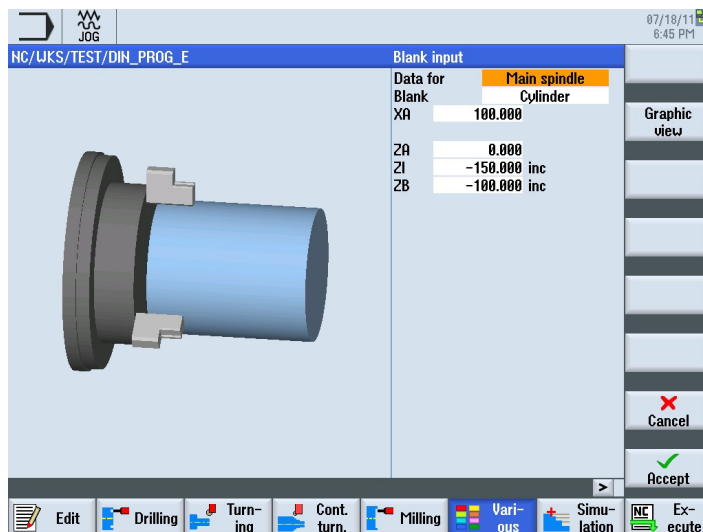 JOG
07/18/11
6:45 PM
NC/WKS/TEST/DIN_PROG_E
Blank input
Data for Main spindle
Blank Cylinder
XA 100.000
ZA 0.000
ZI -150.000 inc
ZB -100.000 inc
Graphic
view
Cancel
Accept
>
Edit
Drilling
Turn-
ing
Cont.
turn.
Milling
Vari-
ous
Simu-
lation
NC
Ex-
ecute